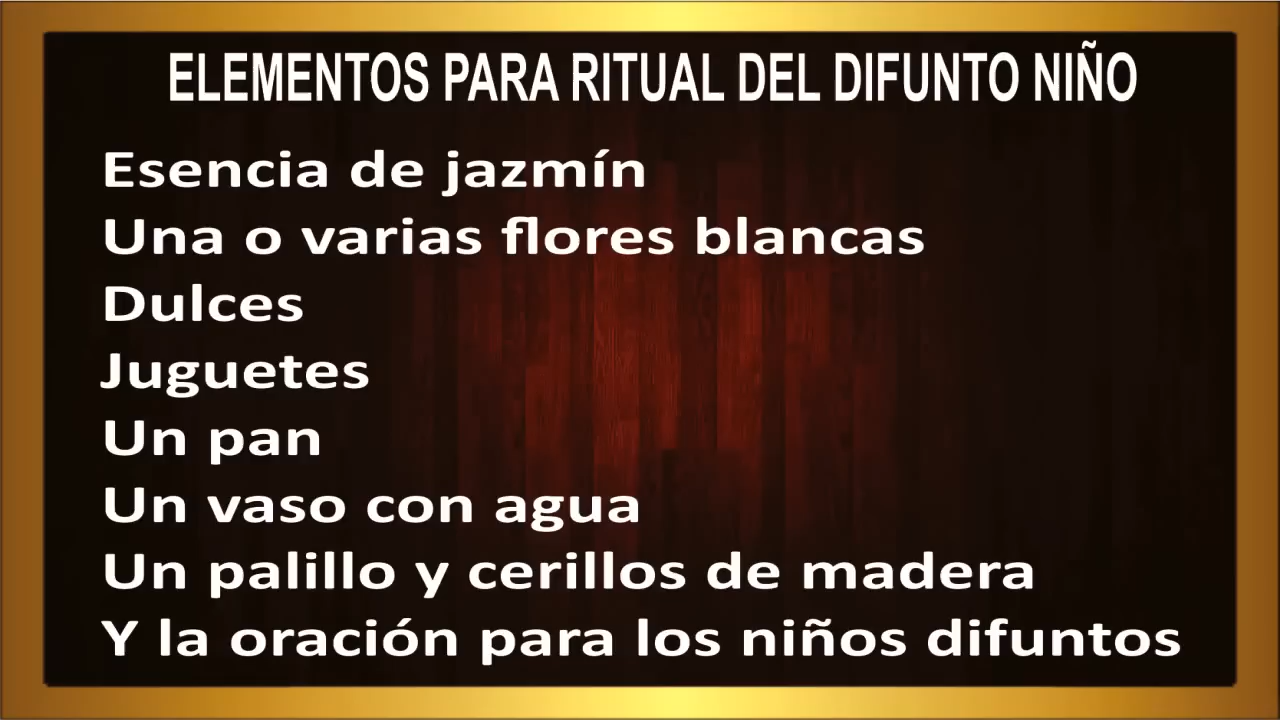 ELEMENTOS PARA RITUAL DEL DIFUNTO NIÑO
Esencia de jazmín
Una o varias flores blancas
Dulces
Juguetes
Un pan
Un vaso con agua
Un palillo y cerillos de madera
Y la oración para los niños difuntos